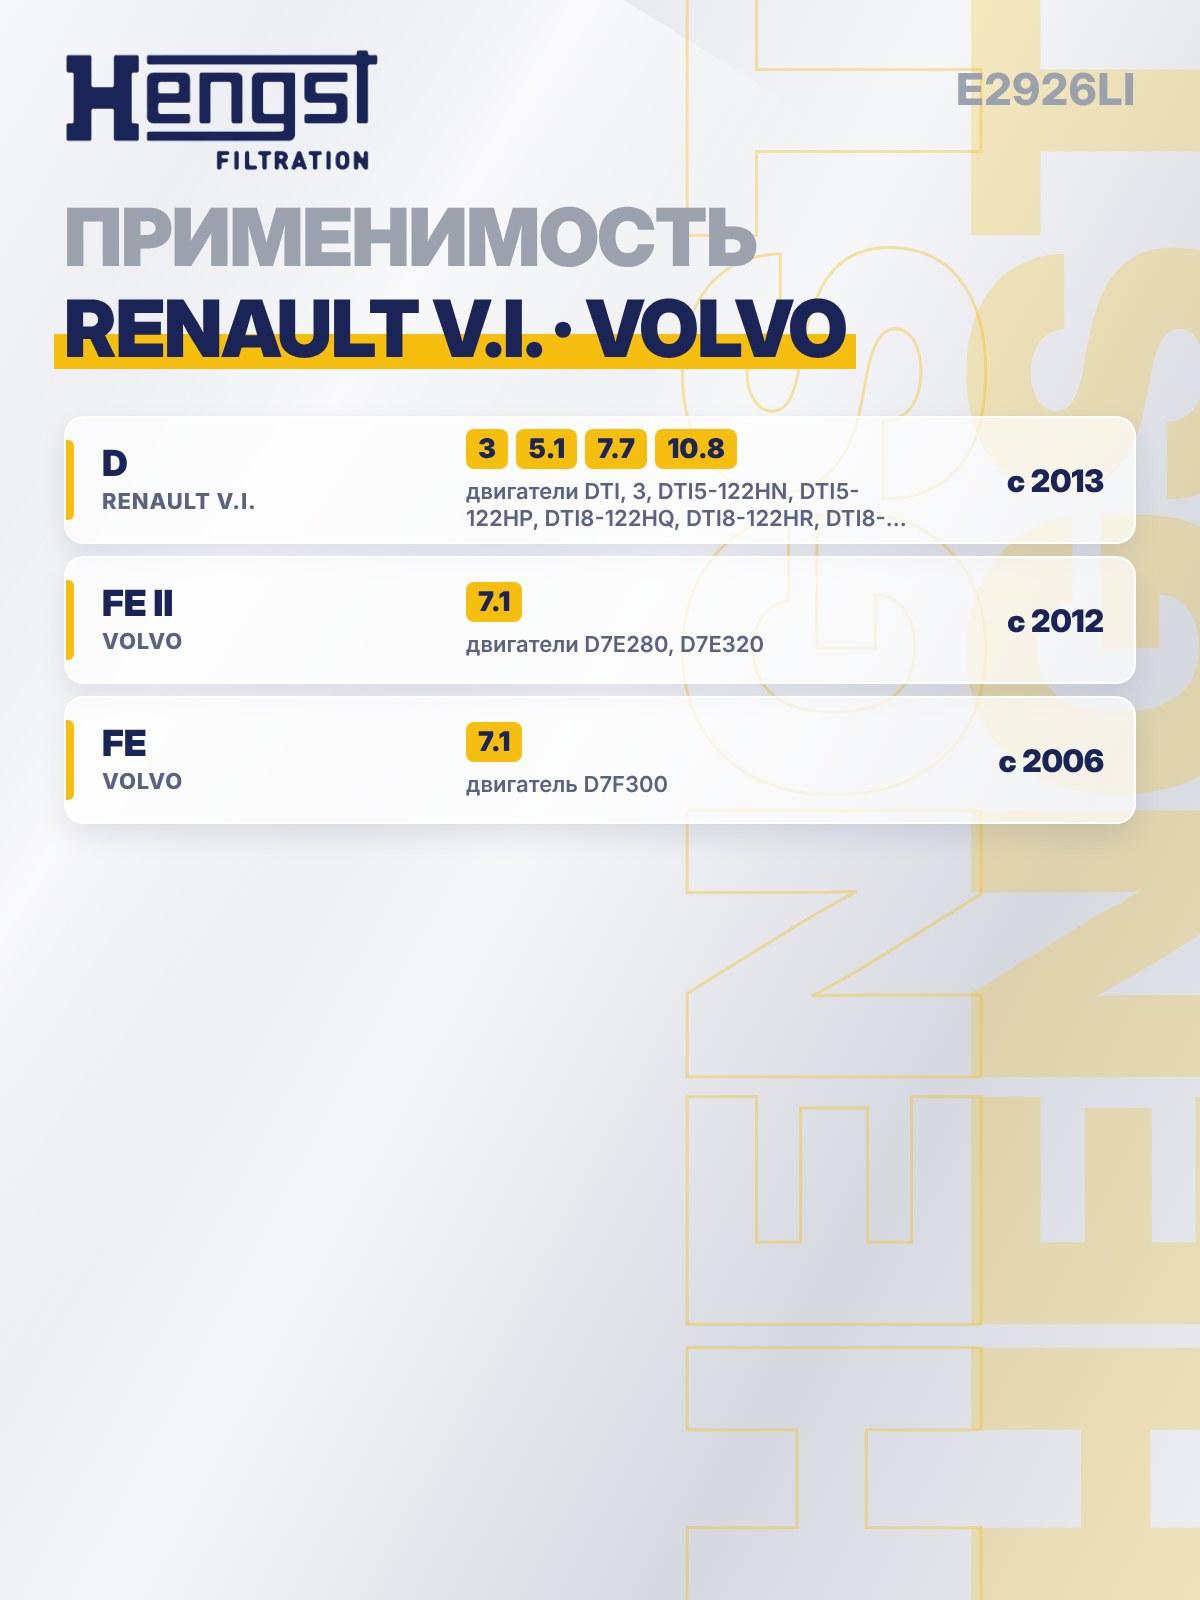 Hengst
FILTRATION
E2926LI
ПРИМЕНИМОСТЬ
RENAULT V.I. · VOLVO
D
RENAULT V.I.
3 5.1 7.7 10.8
двигатели DTI, 3, DTI5-122HN, DTI5-
122HP, DTI8-122HQ, DTI8-122HR, DTI8-...
с 2013
FE II
VOLVO
7.1
двигатели D7E280, D7E320
с 2012
FE
VOLVO
7.1
двигатель D7F300
с 2006
HENGST
HENGST